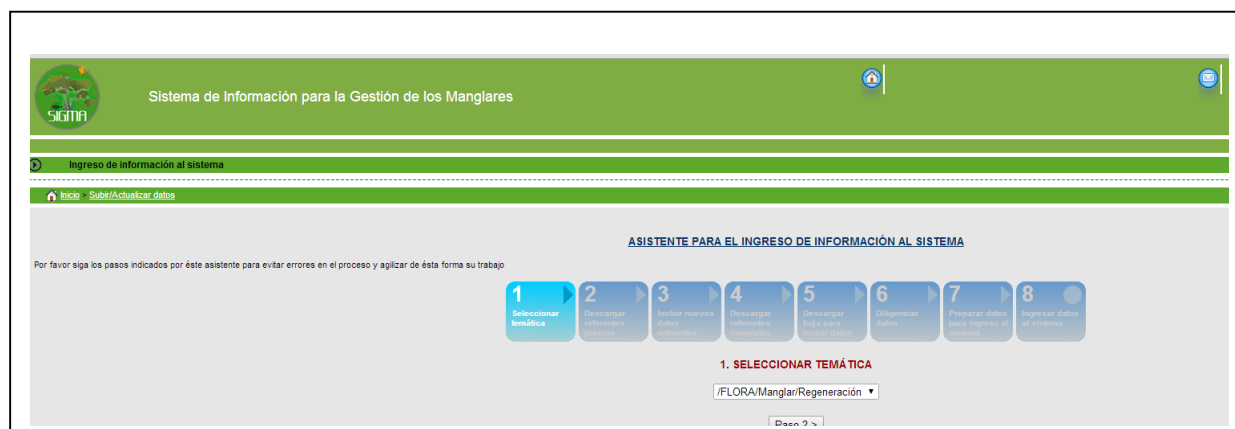 SIGMA
Sistema de Información para la Gestión de los Manglares
Ingreso de información al sistema
Inicio > Subir/Actualizar datos
ASISTENTE PARA EL INGRESO DE INFORMACIÓN AL SISTEMA
Por favor siga los pasos indicados por éste asistente para evitar errores en el proceso y agilizar de ésta forma su trabajo
1
Seleccionar
temática
2
Descargar
referentes
previos
3
Incluir nuevos
datos
referentes
4
Descargar
referentes
completos
5
Descargar
hoja para
incluir datos
6
Diligenciar
datos
7
Preparar datos
para ingreso al
sistema
8
Ingresar datos
al sistema
1. SELECCIONAR TEMÁTICA
/FLORA/Manglar/Regeneración
Paso 2 >